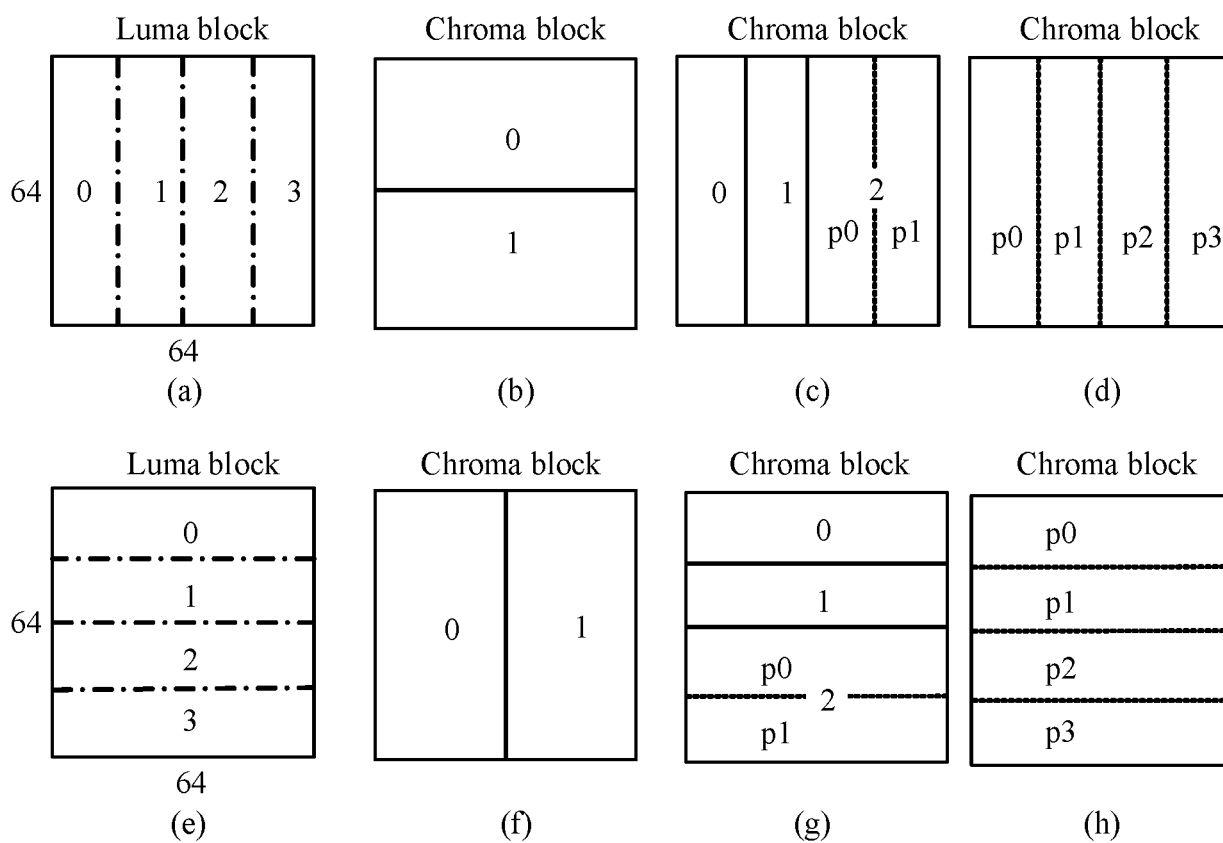 Luma block
Chroma block
Chroma block
Chroma block
0
64
0
1
2
3
0
1
2
1
p0
p1
p0
p1
p2
p3
64
(a)
(b)
(c)
(d)
Luma block
Chroma block
Chroma block
Chroma block
0
1
64
2
3
64
0
1
0
1
p0
2
p1
p0
p1
p2
p3
(e)
(f)
(g)
(h)